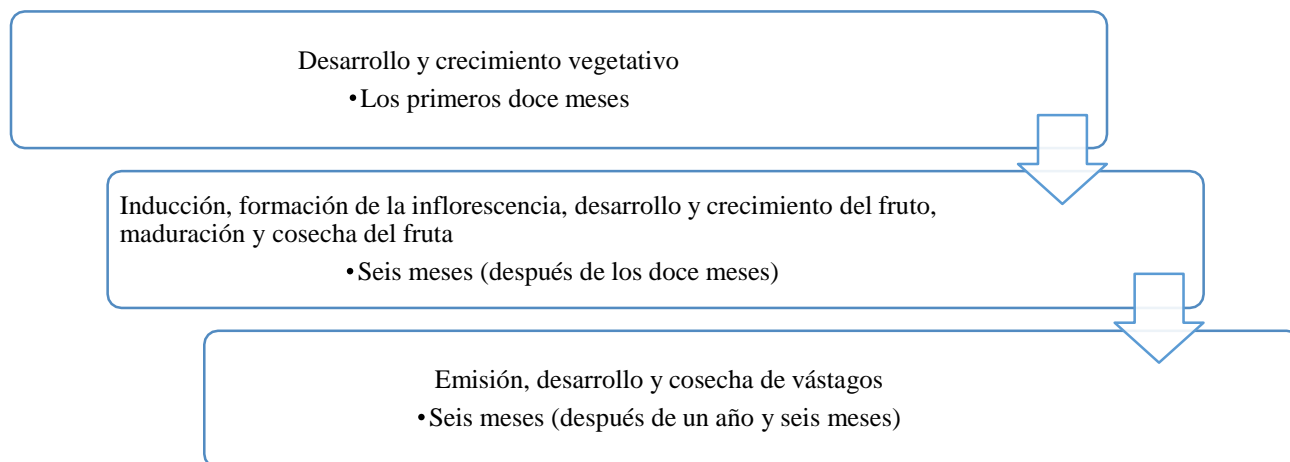 Desarrollo y crecimiento vegetativo
•Los primeros doce meses
Inducción, formación de la inflorescencia, desarrollo y crecimiento del fruto,
maduración y cosecha del fruta
•Seis meses (después de los doce meses)
Emisión, desarrollo y cosecha de vástagos
•Seis meses (después de un año y seis meses)